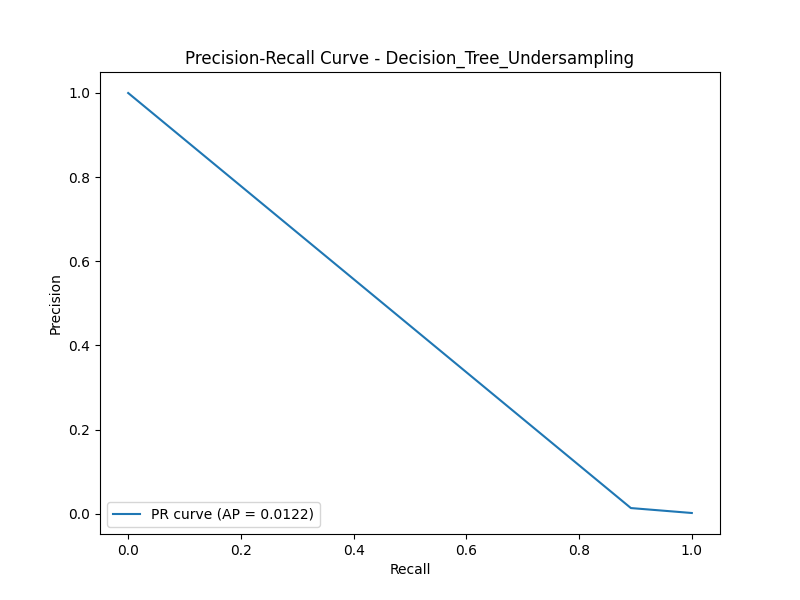 Precision-Recall Curve - Decision_Tree_Undersampling
1.0
0.8
0.6
0.4
0.2
0.0
Precision
PR curve (AP = 0.0122)
0.0 0.2 0.4 0.6 0.8 1.0
Recall